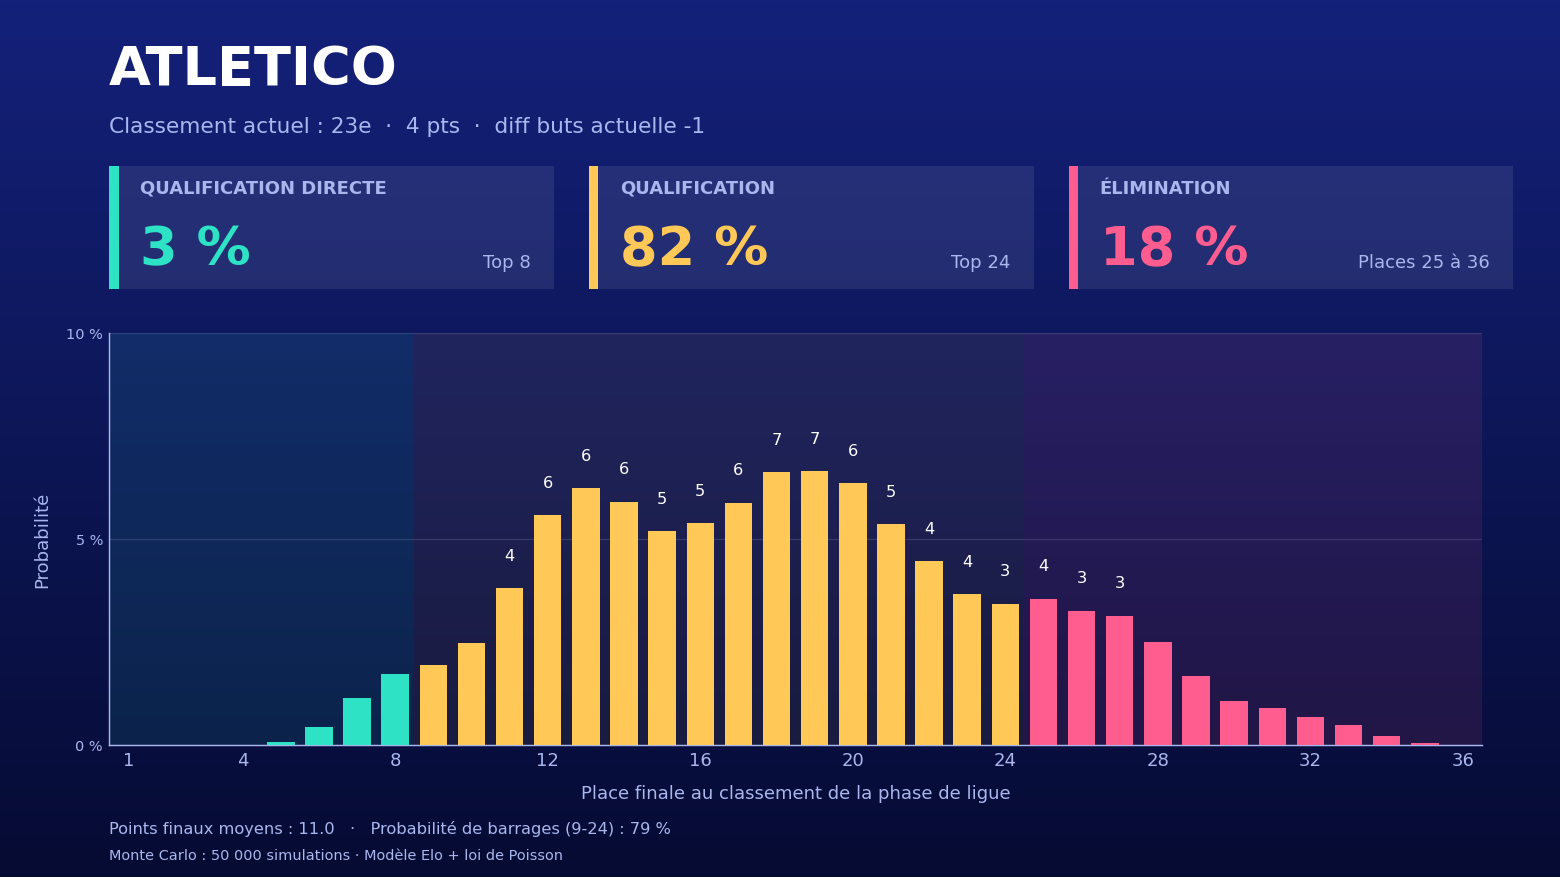 ATLETICO
Classement actuel : 23e · 4 pts · diff buts actuelle -1
QUALIFICATION DIRECTE
3 %
Top 8
QUALIFICATION
82 %
Top 24
ÉLIMINATION
18 %
Places 25 à 36
10 %
5 %
0 %
Probabilité
4 6 6 6 5 5 6 7 7 6 5 4 4 3 4 3 3
1 4 8 12 16 20 24 28 32 36
Place finale au classement de la phase de ligue
Points finaux moyens : 11.0 · Probabilité de barrages (9-24) : 79 %
Monte Carlo : 50 000 simulations · Modèle Elo + loi de Poisson